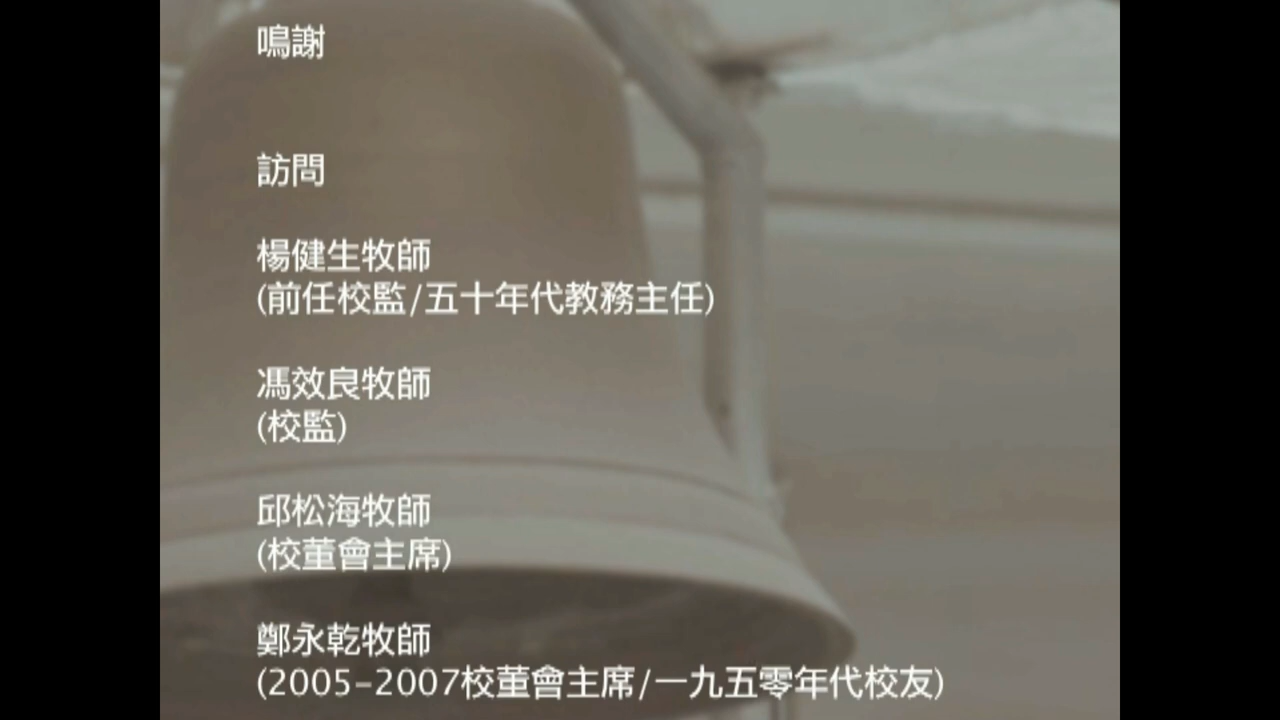 鳴謝
訪問
楊健生牧師
(前任校監/五十年代教務主任)
馮效良牧師
(校監)
邱松海牧師
(校董會主席)
鄭永乾牧師
(2005-2007校董會主席/一九五零年代校友)